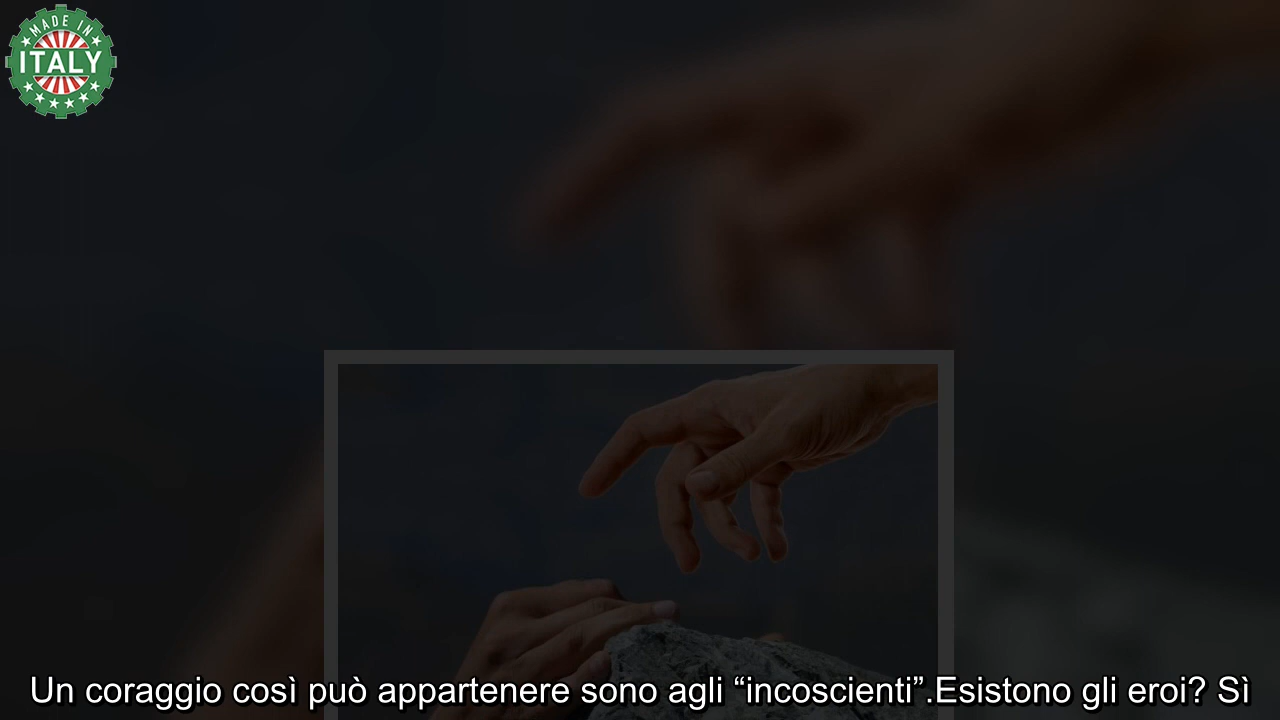 MADE IN
ITALY
Un coraggio così può appartenere sono agli “incoscienti”.Esistono gli eroi? Sì